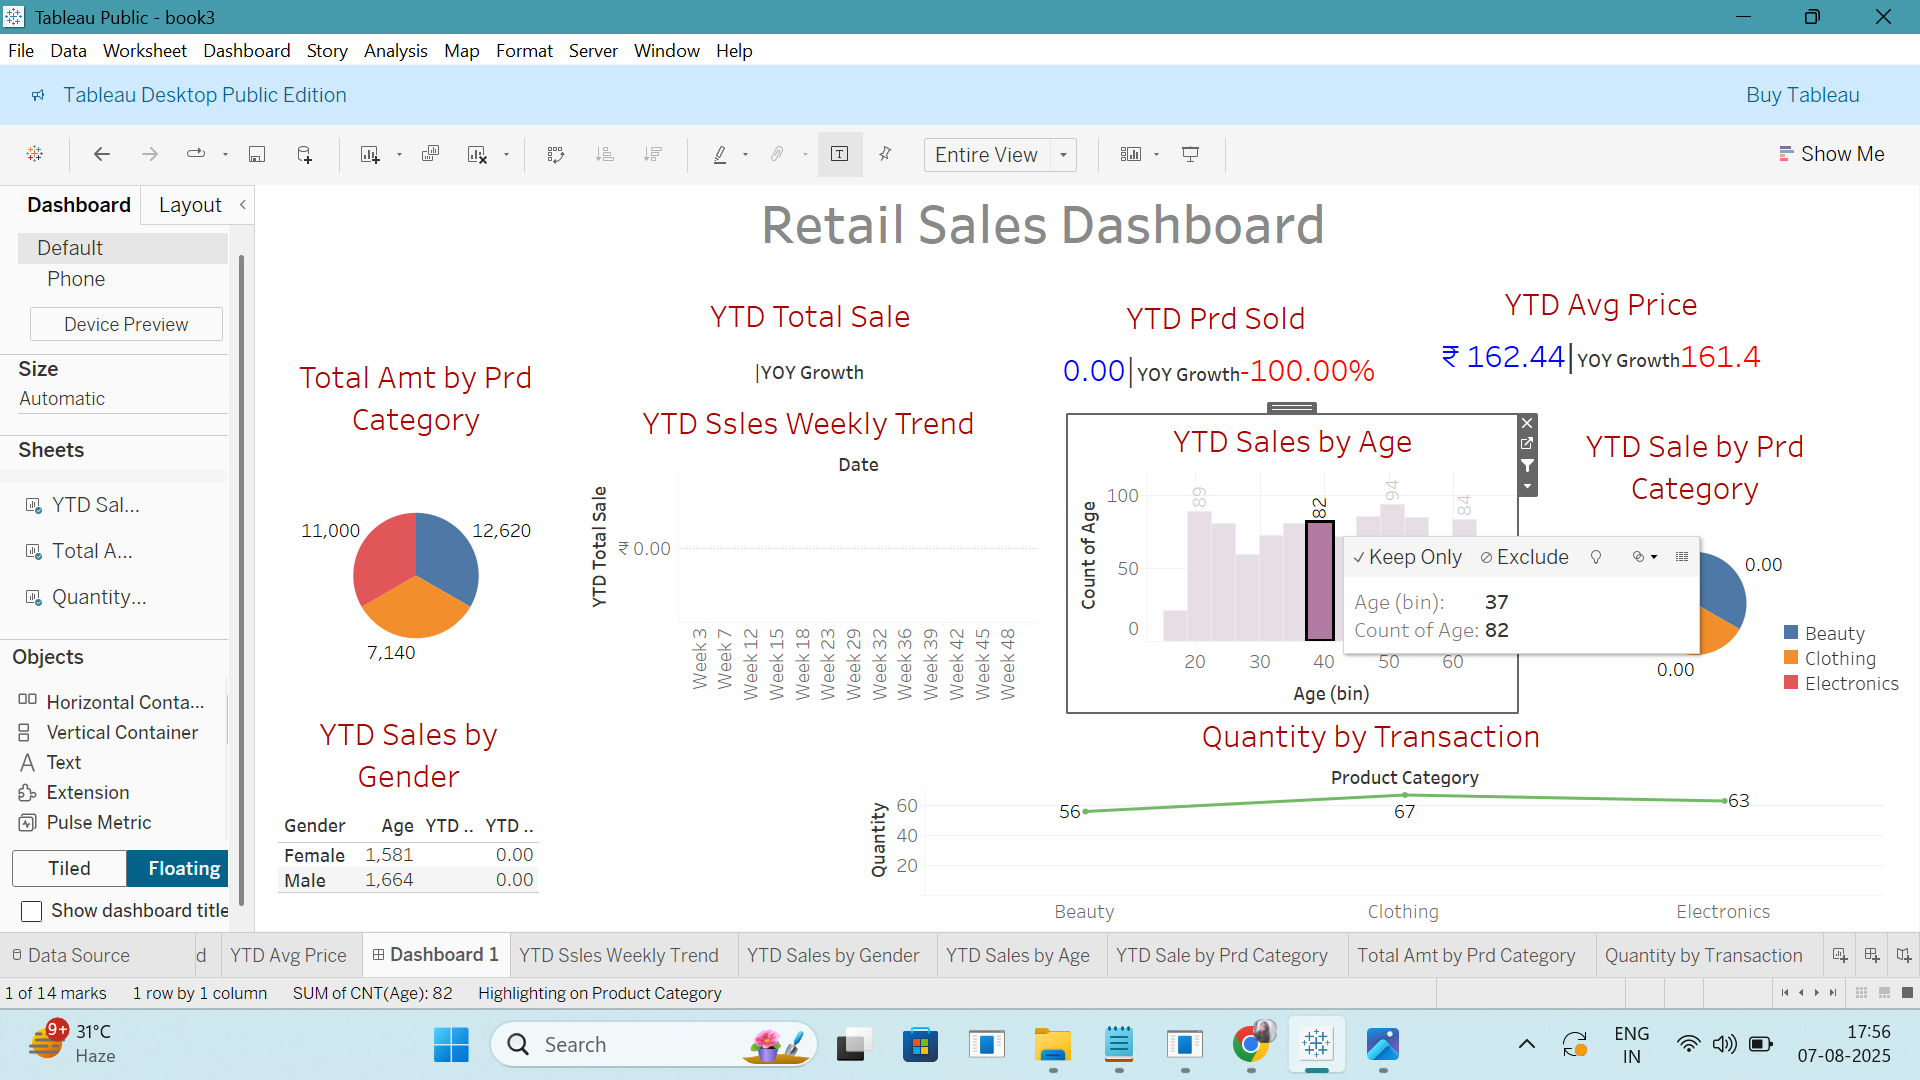 Tableau Public - book3
File Data Worksheet Dashboard Story Analysis Map Format Server Window Help
Tableau Desktop Public Edition
Buy Tableau
Entire View
Show Me
Dashboard
Layout
Default
Phone
Device Preview
Size
Automatic
Sheets
YTD Sal...
Total A...
Quantity...
Objects
Horizontal Conta...
Vertical Container
Text
Extension
Pulse Metric
Tiled
Floating
Show dashboard title
Retail Sales Dashboard
YTD Total Sale
|YOY Growth
YTD Prd Sold
0.00|YOY Growth-100.00%
YTD Avg Price
₹ 162.44|YOY Growth161.4
Total Amt by Prd
Category
11,000
12,620
7,140
YTD Ssles Weekly Trend
Date
YTD Total Sale
₹ 0.00
Week 3
Week 7
Week 12
Week 15
Week 18
Week 23
Week 29
Week 32
Week 36
Week 39
Week 42
Week 45
Week 48
YTD Sales by Age
Count of Age
100
50
0
89
82
94
84
20
30
40
50
60
Age (bin)
Keep Only
Exclude
Age (bin): 37
Count of Age: 82
YTD Sale by Prd
Category
0.00
0.00
Beauty
Clothing
Electronics
YTD Sales by
Gender
Gender Age YTD .. YTD ..
Female 1,581 0.00
Male 1,664 0.00
Quantity by Transaction
Product Category
Quantity
60
40
20
56
67
63
Beauty
Clothing
Electronics
Data Source
d
YTD Avg Price
Dashboard 1
YTD Ssles Weekly Trend
YTD Sales by Gender
YTD Sales by Age
YTD Sale by Prd Category
Total Amt by Prd Category
Quantity by Transaction
1 of 14 marks 1 row by 1 column SUM of CNT(Age): 82 Highlighting on Product Category
9+
31°C
Haze
Search
ENG
IN
17:56
07-08-2025